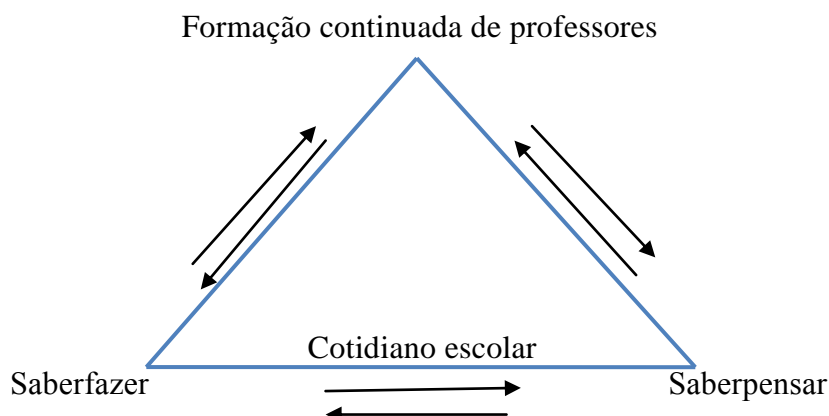 Formação continuada de professores
Cotidiano escolar
Saberfazer
Saberpensar